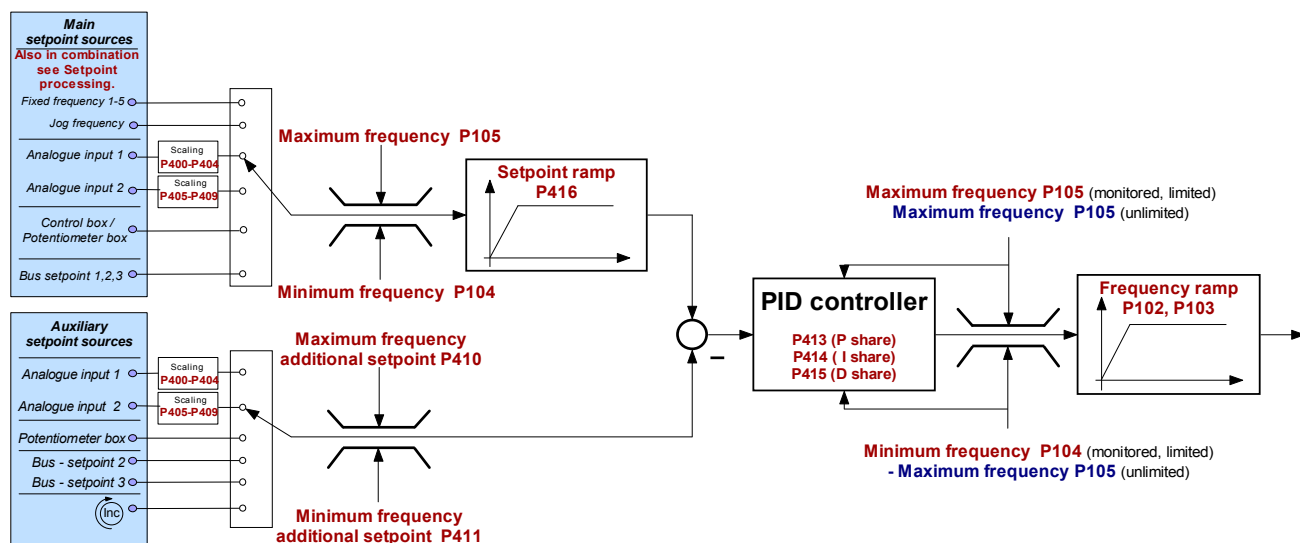 Main
setpoint sources
Also in combination
see Setpoint
processing.
Fixed frequency 1-5
Jog frequency
Analogue input 1
Scaling
P400-P404
Analogue input 2
Scaling
P405-P409
Control box /
Potentiometer box
Bus setpoint 1,2,3
Maximum frequency P105
Minimum frequency P104
Setpoint ramp
P416
Auxiliary
setpoint sources
Analogue input 1
Scaling
P400-P404
Analogue input 2
Scaling
P405-P409
Potentiometer box
Bus - setpoint 2
Bus - setpoint 3
Inc
Maximum frequency
additional setpoint P410
Minimum frequency
additional setpoint P411
–
PID controller
P413 (P share)
P414 ( I share)
P415 (D share)
Maximum frequency P105 (monitored, limited)
Maximum frequency P105 (unlimited)
Minimum frequency P104 (monitored, limited)
- Maximum frequency P105 (unlimited)
Frequency ramp
P102, P103